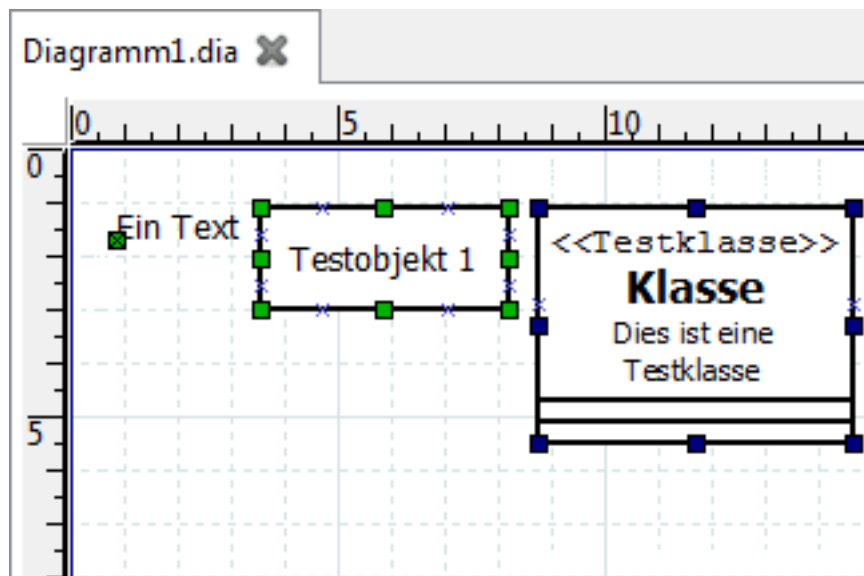 Diagramm1.dia
0 5 10
0
Ein Text
Testobjekt 1
<<Testklasse>>
Klasse
Dies ist eine
Testklasse
5